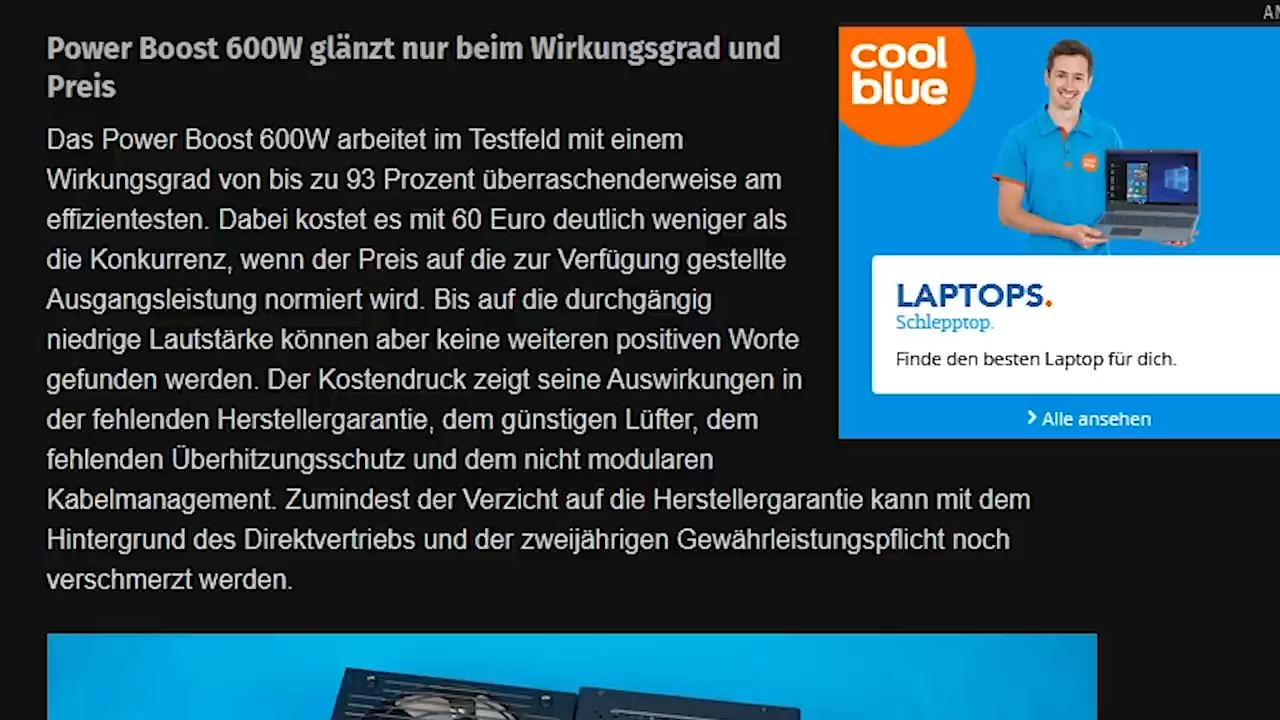 AN
Power Boost 600W glänzt nur beim Wirkungsgrad und
Preis
Das Power Boost 600W arbeitet im Testfeld mit einem
Wirkungsgrad von bis zu 93 Prozent überraschenderweise am
effizientesten. Dabei kostet es mit 60 Euro deutlich weniger als
die Konkurrenz, wenn der Preis auf die zur Verfügung gestellte
Ausgangsleistung normiert wird. Bis auf die durchgängig
niedrige Lautstärke können aber keine weiteren positiven Worte
gefunden werden. Der Kostendruck zeigt seine Auswirkungen in
der fehlenden Herstellergarantie, dem günstigen Lüfter, dem
fehlenden Überhitzungsschutz und dem nicht modularen
Kabelmanagement. Zumindest der Verzicht auf die Herstellergarantie kann mit dem
Hintergrund des Direktvertriebs und der zweijährigen Gewährleistungspflicht noch
verschmerzt werden.
cool
blue
LAPTOPS.
Schlepptop.
Finde den besten Laptop für dich.
Alle ansehen